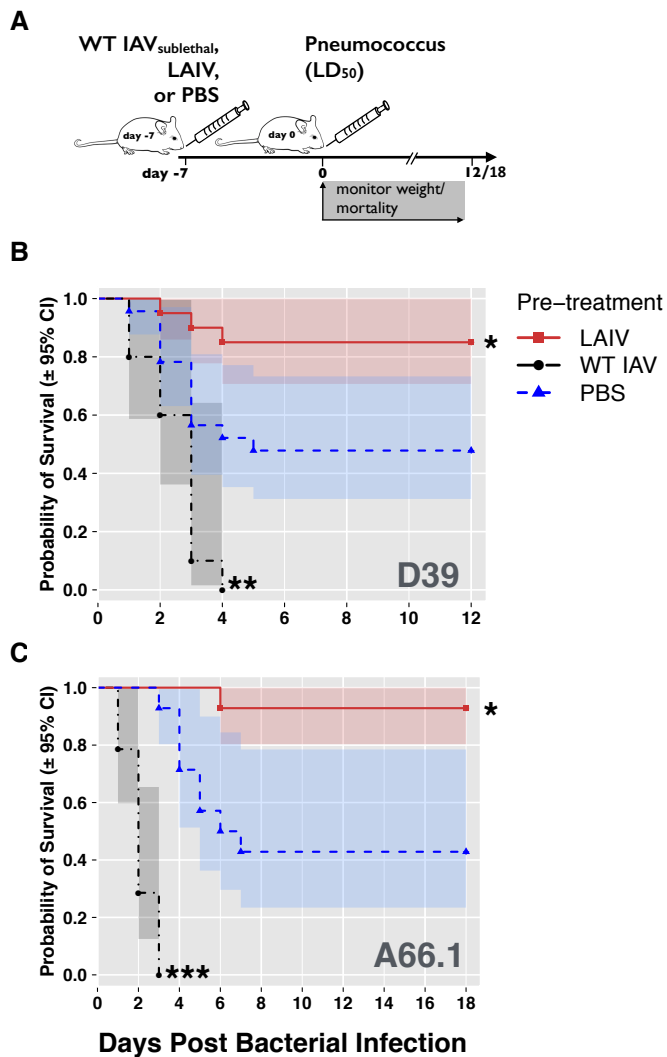 A
WT IAVsublethal,
LAIV,
or PBS
Pneumococcus
(LD50)
day -7
day 0
day -7
0
12/18
monitor weight/
mortality
B
Probability of Survival (± 95% CI)
1.0
0.8
0.6
0.4
0.2
0.0
*
**
D39
0 2 4 6 8 10 12
Pre−treatment
LAIV
WT IAV
PBS
C
Probability of Survival (± 95% CI)
1.0
0.8
0.6
0.4
0.2
0.0
*
***
A66.1
0 2 4 6 8 10 12 14 16 18
Days Post Bacterial Infection